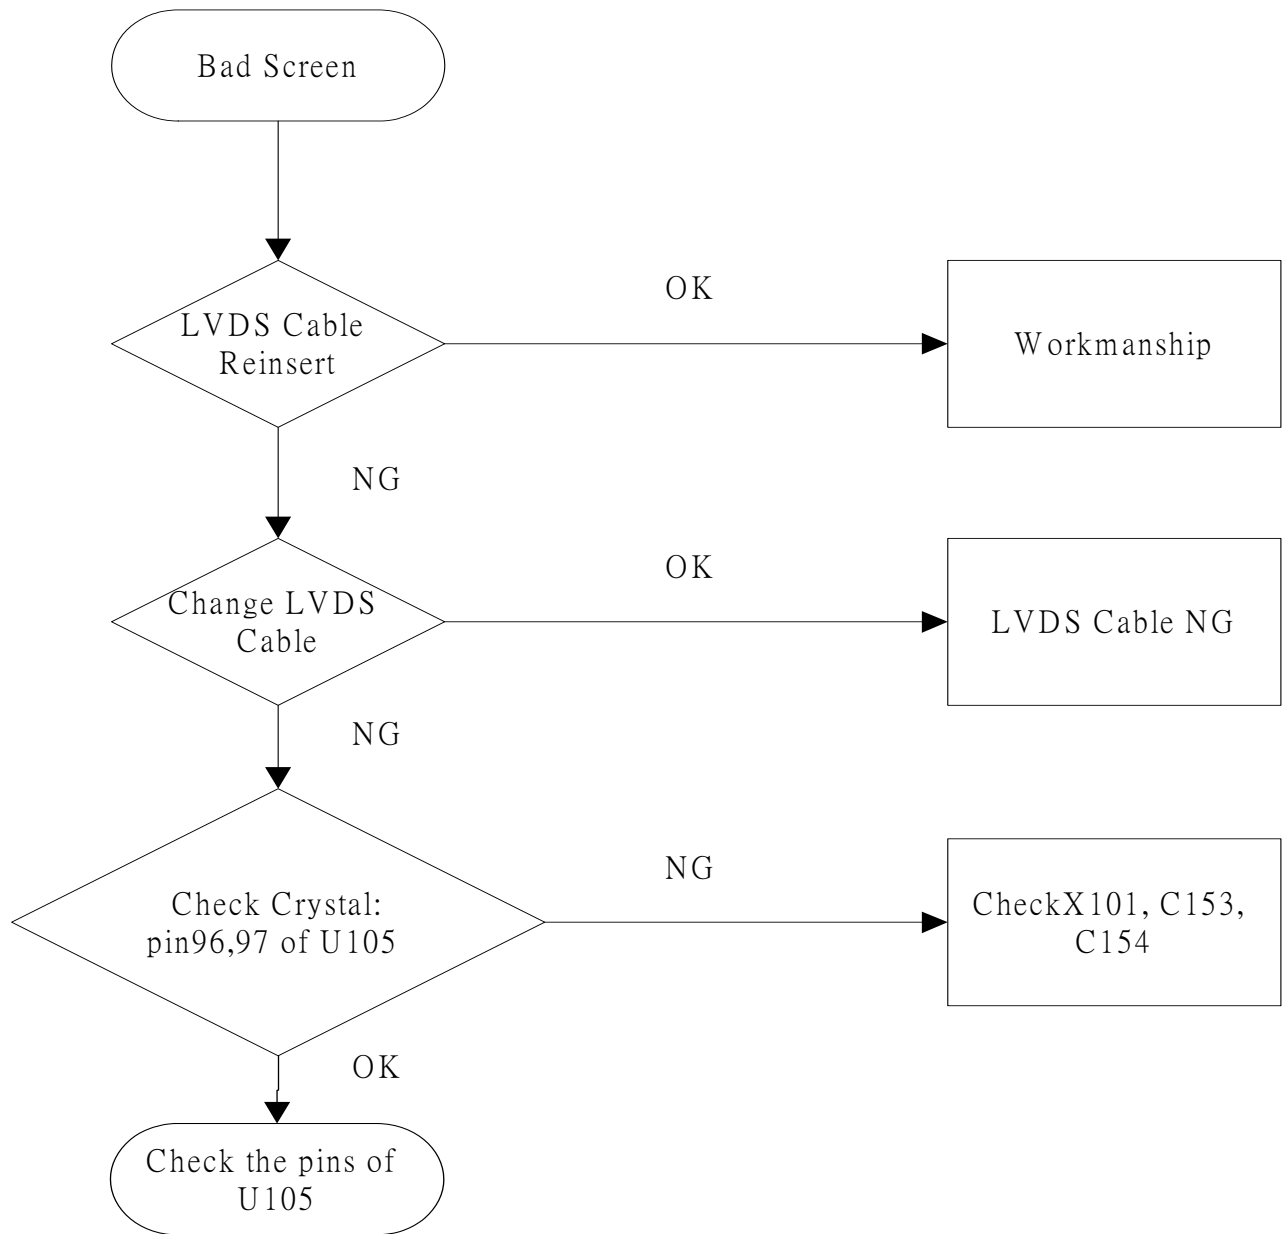 Bad Screen
OK
LVDS Cable
Reinsert
Workmanship
NG
OK
Change LVDS
Cable
LVDS Cable NG
NG
NG
Check Crystal:
pin96,97 of U105
CheckX101, C153,
C154
OK
Check the pins of
U105